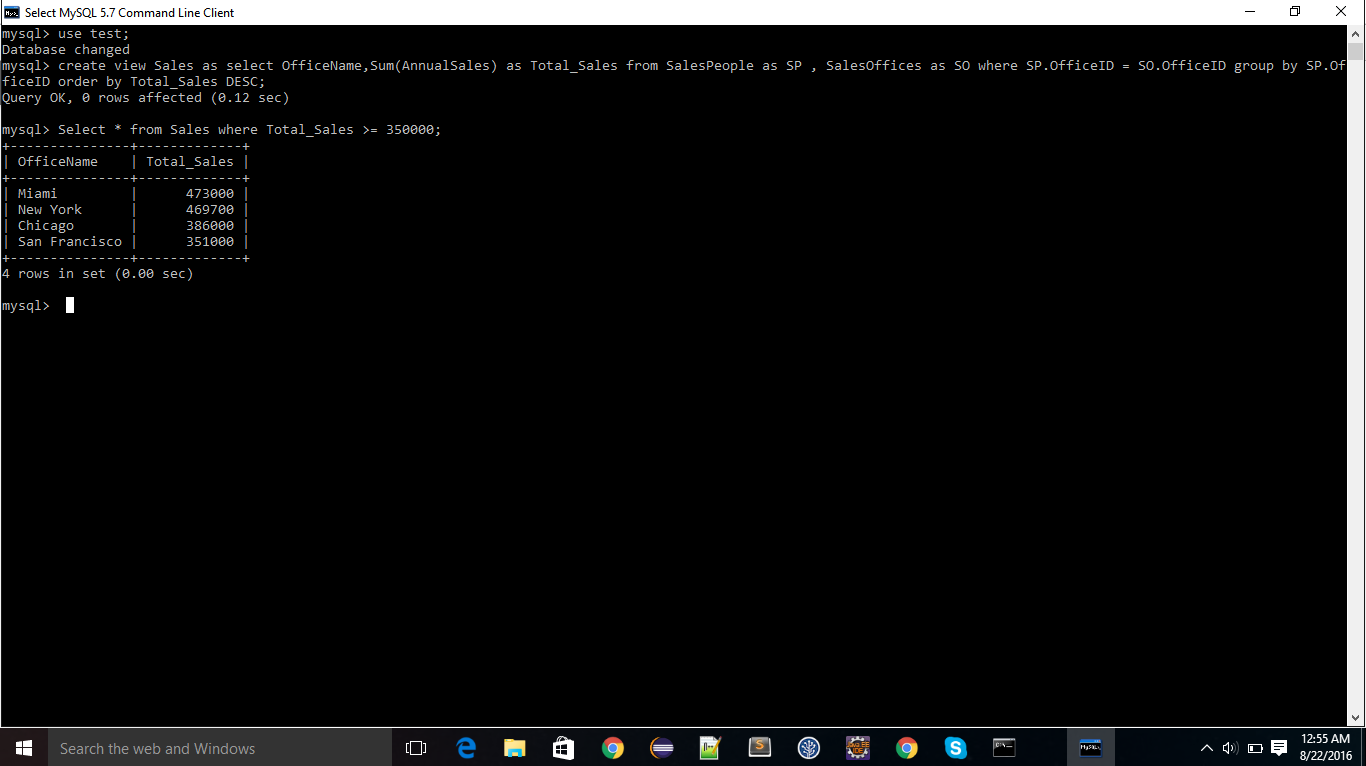 Select MySQL 5.7 Command Line Client
mysql> use test;
Database changed
mysql> create view Sales as select OfficeName,Sum(AnnualSales) as Total_Sales from SalesPeople as SP , SalesOffices as SO where SP.OfficeID = SO.OfficeID group by SP.Of
ficeID order by Total_Sales DESC;
Query OK, 0 rows affected (0.12 sec)
mysql> Select * from Sales where Total_Sales >= 350000;
+---------------+-------------+
| OfficeName    | Total_Sales |
+---------------+-------------+
| Miami         |      473000 |
| New York      |      469700 |
| Chicago       |      386000 |
| San Francisco |      351000 |
+---------------+-------------+
4 rows in set (0.00 sec)
mysql>
Search the web and Windows
12:55 AM
8/22/2016